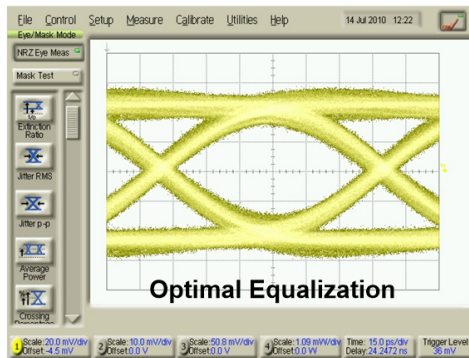 File Control Setup Measure Calibrate Utilities Help 14 Jul 2010 12:22
Eye/Mask Mode
NRZ Eye Meas
Mask Test
Extinction
Ratio
Jitter RMS
Jitter p-p
Average
Power
Crossing
Optimal Equalization
1 Scale: 20.0 mV/div
Offset: -4.5 mV
2 Scale: 10.0 mV/div
Offset: 0.0 V
3 Scale: 50.8 mV/div
Offset: 0.0 V
4 Scale: 1.09 mW/div
Offset: 0.0 W
Time: 15.0 ps/div
Delay: 24.2472 ns
Trigger Level
36 mV